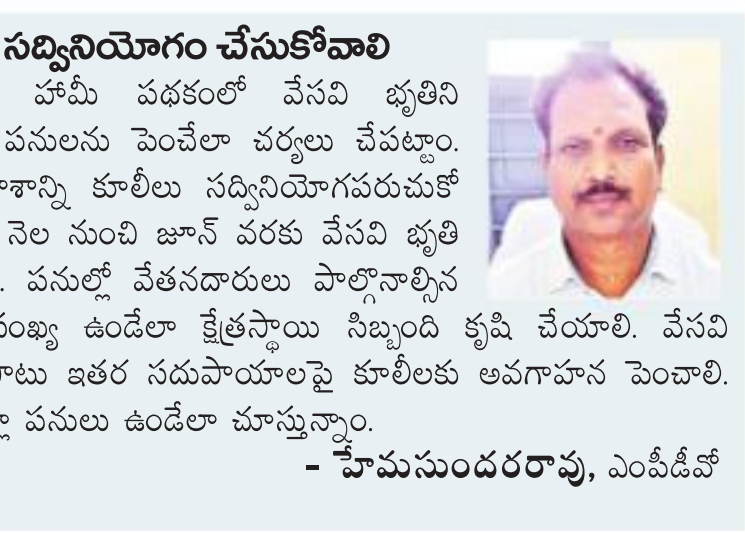 సద్వినియోగం చేసుకోవాలి
హామీ పథకంలో వేసవి భృతిని
పనులను పెంచేలా చర్యలు చేపట్టాం.
కూలీలు సద్వినియోగపరుచుకో
నెల నుంచి జూన్ వరకు వేసవి భృతి
. పనుల్లో వేతనదారులు పాల్గొనాల్సిన
ఉండేలా క్షేత్రస్థాయి సిబ్బంది కృషి చేయాలి. వేసవి
ఇతర సదుపాయాలపై కూలీలకు అవగాహన పెంచాలి.
పనులు ఉండేలా చూస్తున్నాం.
- హేమసుందరరావు, ఎంపీడీవో